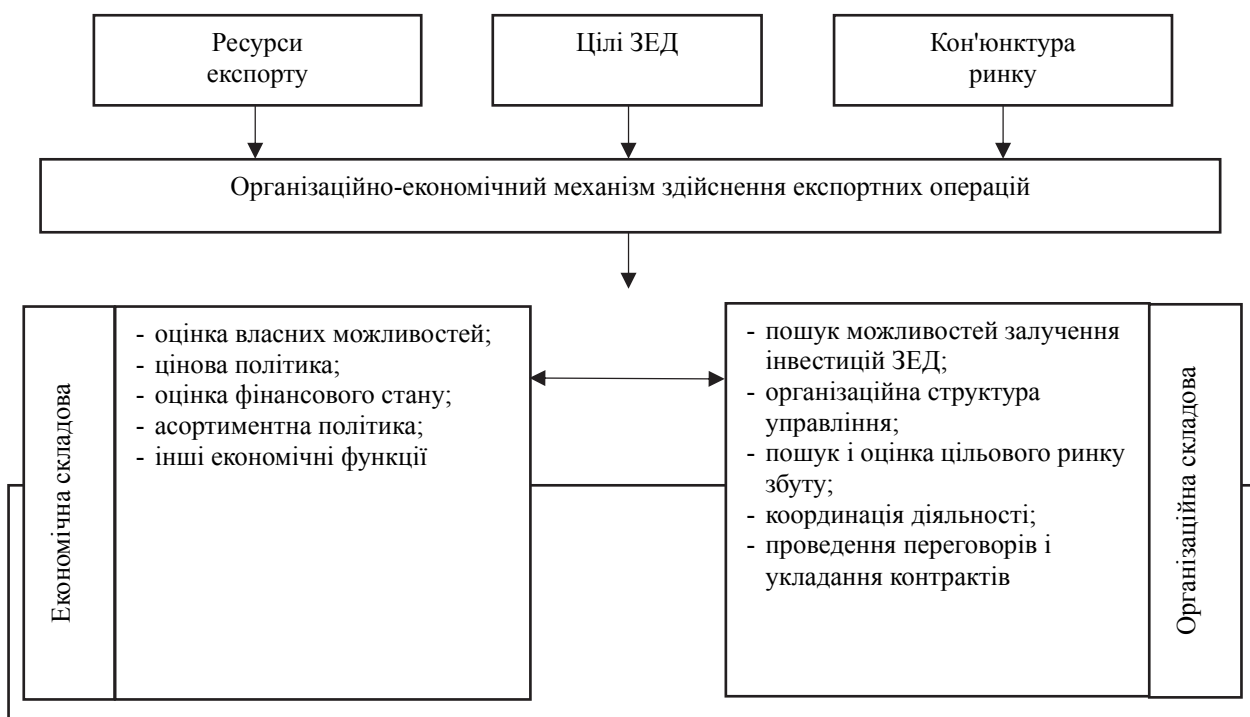 Ресурси
експорту
Цілі ЗЕД
Кон'юнктура
ринку
Організаційно-економічний механізм здійснення експортних операцій
Економічна складова
- оцінка власних можливостей;
- цінова політика;
- оцінка фінансового стану;
- асортиментна політика;
- інші економічні функції
- пошук можливостей залучення
інвестицій ЗЕД;
- організаційна структура
управління;
- пошук і оцінка цільового ринку
збуту;
- координація діяльності;
- проведення переговорів і
укладання контрактів
Організаційна складова